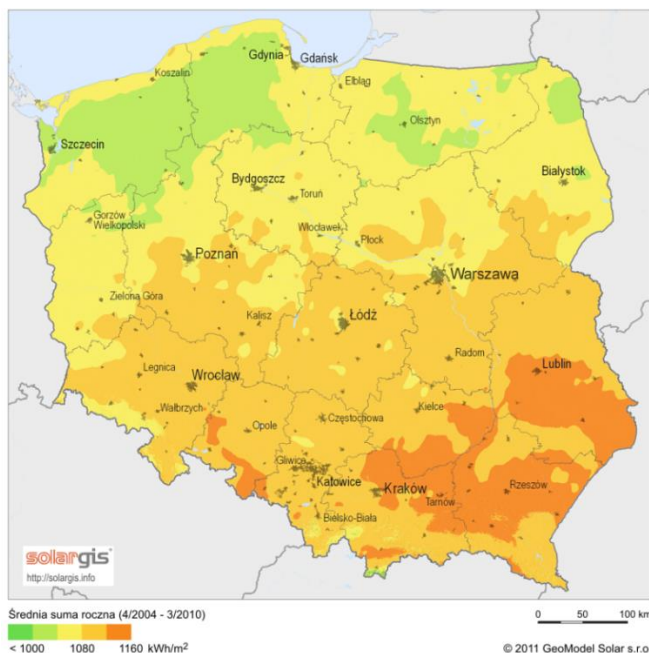 Gdynia
Gdańsk
Koszalin
Elbląg
Olsztyn
Szczecin
Białystok
Bydgoszcz
Toruń
Gorzów
Wielkopolski
Włocławek
Płock
Poznań
Warszawa
Zielona Góra
Kalisz
Łódź
Radom
Lublin
Legnica
Wrocław
Wałbrzych
Opole
Częstochowa
Kielce
Gliwice
Katowice
Kraków
Tarnów
Rzeszów
Bielsko-Biała
solargis
http://solargis.info
Średnia suma roczna (4/2004 - 3/2010)
0 50 100 km
< 1000 1080 1160 kWh/m²
© 2011 GeoModel Solar s.r.o